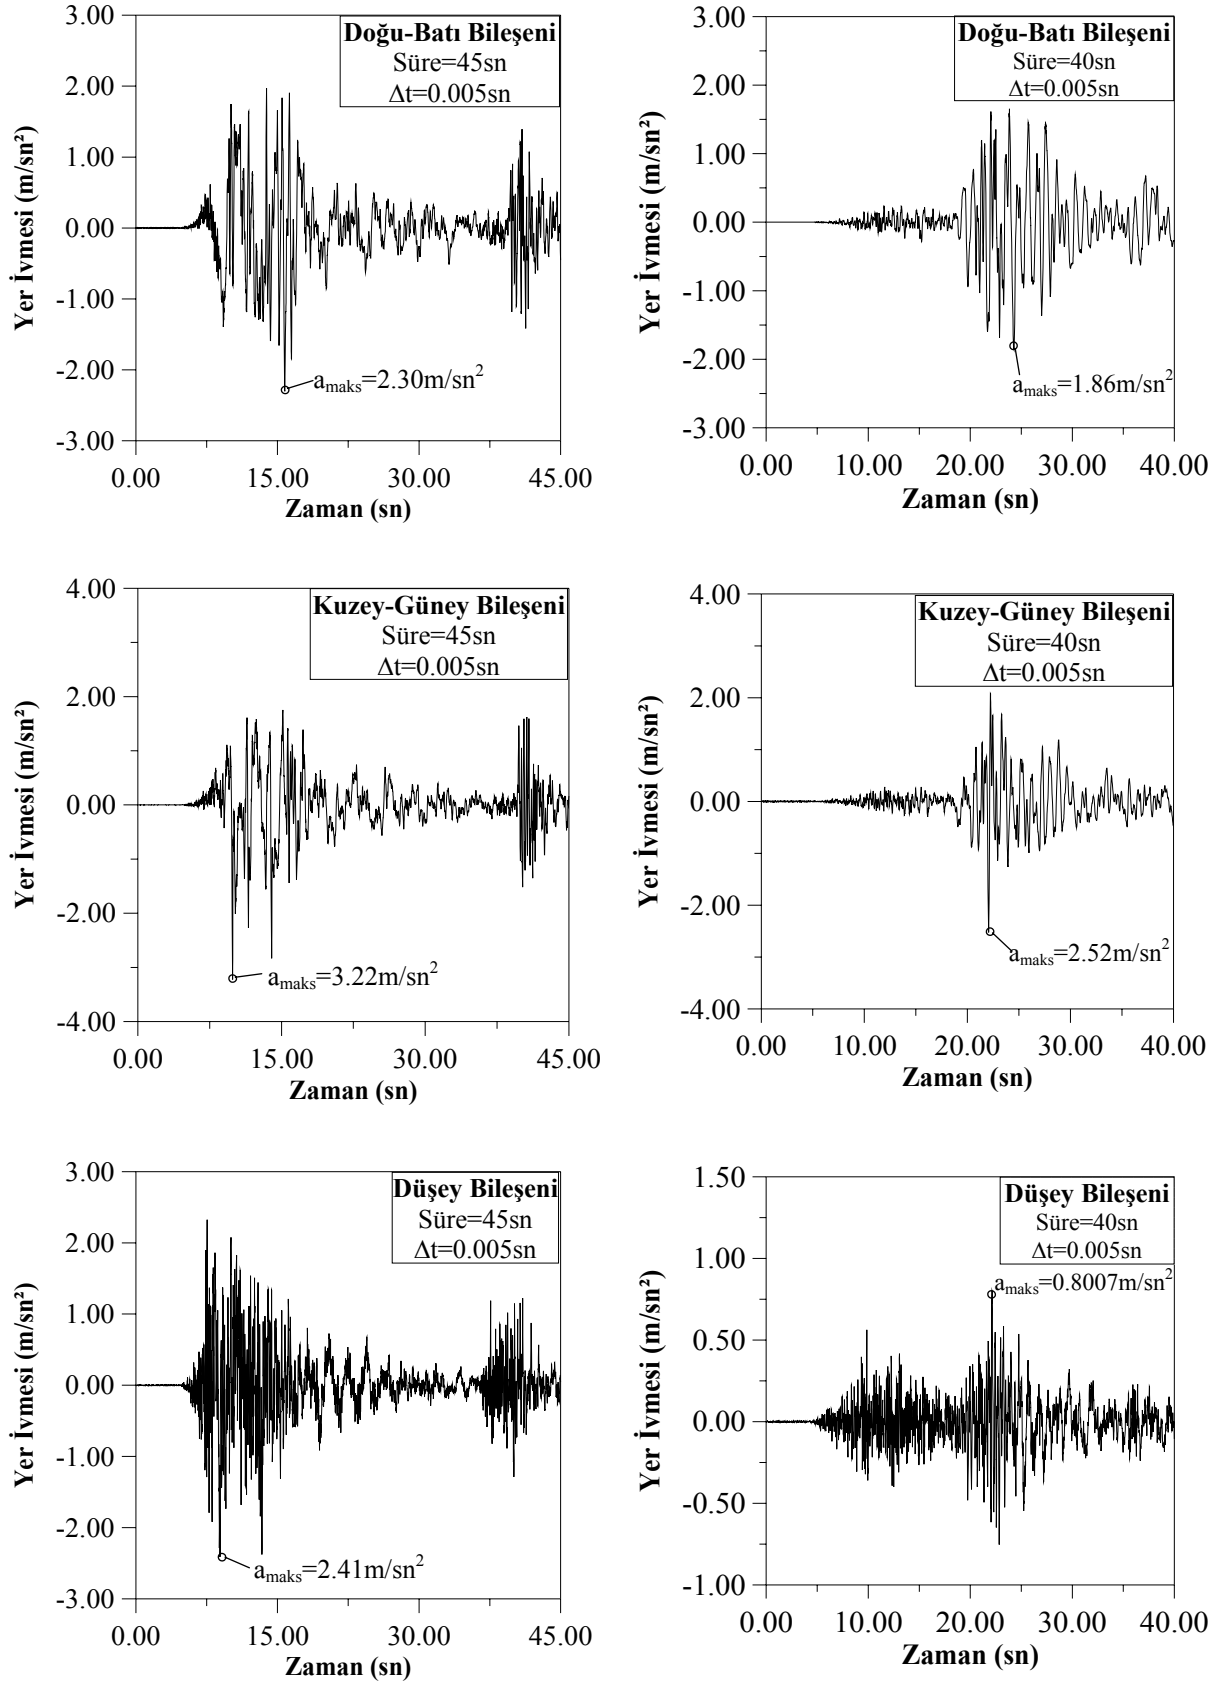 3.00
2.00
1.00
0.00
-1.00
-2.00
-3.00
Yer İvmesi (m/sn²)
Doğu-Batı Bileşeni
Süre=45sn
Δt=0.005sn
amaks=2.30m/sn²
0.00 15.00 30.00 45.00
Zaman (sn)
3.00
2.00
1.00
0.00
-1.00
-2.00
-3.00
Yer İvmesi (m/sn²)
Doğu-Batı Bileşeni
Süre=40sn
Δt=0.005sn
amaks=1.86m/sn²
0.00 10.00 20.00 30.00 40.00
Zaman (sn)
4.00
2.00
0.00
-2.00
-4.00
Yer İvmesi (m/sn²)
Kuzey-Güney Bileşeni
Süre=45sn
Δt=0.005sn
amaks=3.22m/sn²
0.00 15.00 30.00 45.00
Zaman (sn)
4.00
2.00
0.00
-2.00
-4.00
Yer İvmesi (m/sn²)
Kuzey-Güney Bileşeni
Süre=40sn
Δt=0.005sn
amaks=2.52m/sn²
0.00 10.00 20.00 30.00 40.00
Zaman (sn)
3.00
2.00
1.00
0.00
-1.00
-2.00
-3.00
Yer İvmesi (m/sn²)
Düşey Bileşeni
Süre=45sn
Δt=0.005sn
amaks=2.41m/sn²
0.00 15.00 30.00 45.00
Zaman (sn)
1.50
1.00
0.50
0.00
-0.50
-1.00
Yer İvmesi (m/sn²)
Düşey Bileşeni
Süre=40sn
Δt=0.005sn
amaks=0.8007m/sn²
0.00 10.00 20.00 30.00 40.00
Zaman (sn)